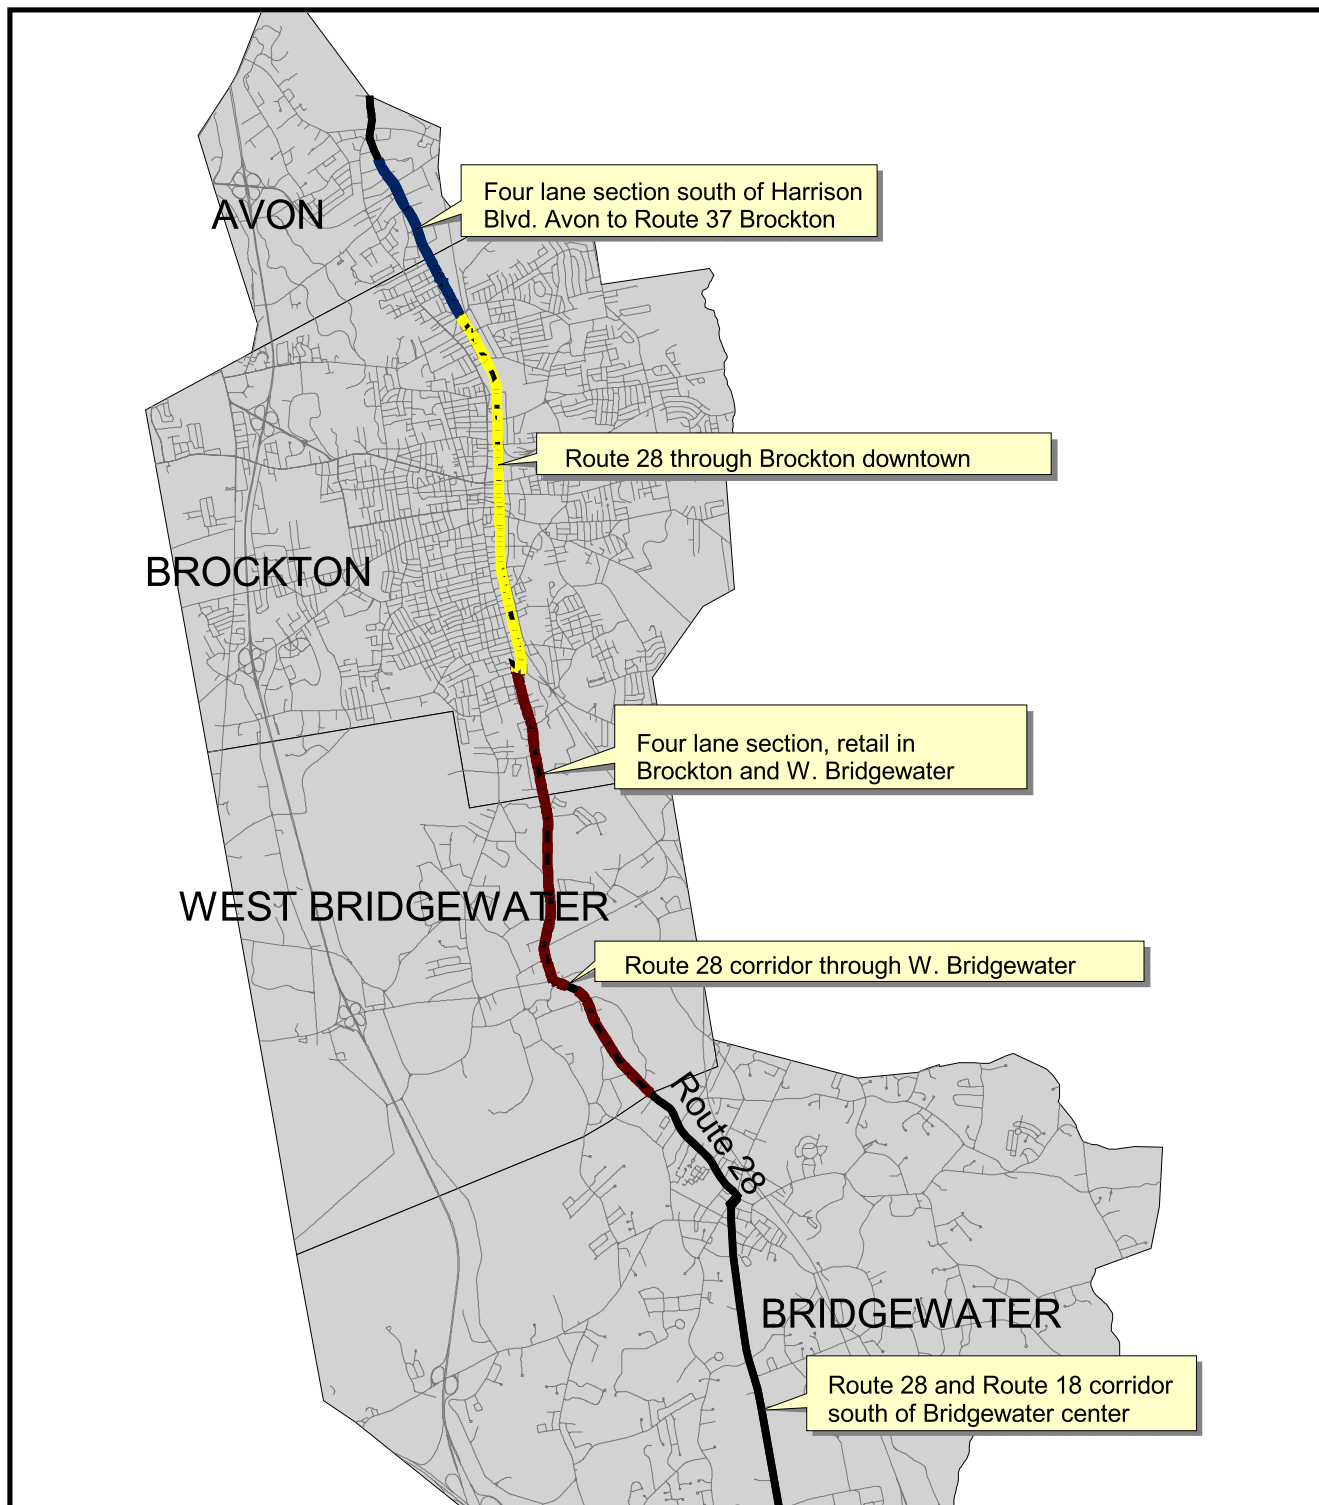 Four lane section south of Harrison
Blvd. Avon to Route 37 Brockton
AVON
Route 28 through Brockton downtown
BROCKTON
Four lane section, retail in
Brockton and W. Bridgewater
WEST BRIDGEWATER
Route 28 corridor through W. Bridgewater
Route 28
BRIDGEWATER
Route 28 and Route 18 corridor
south of Bridgewater center